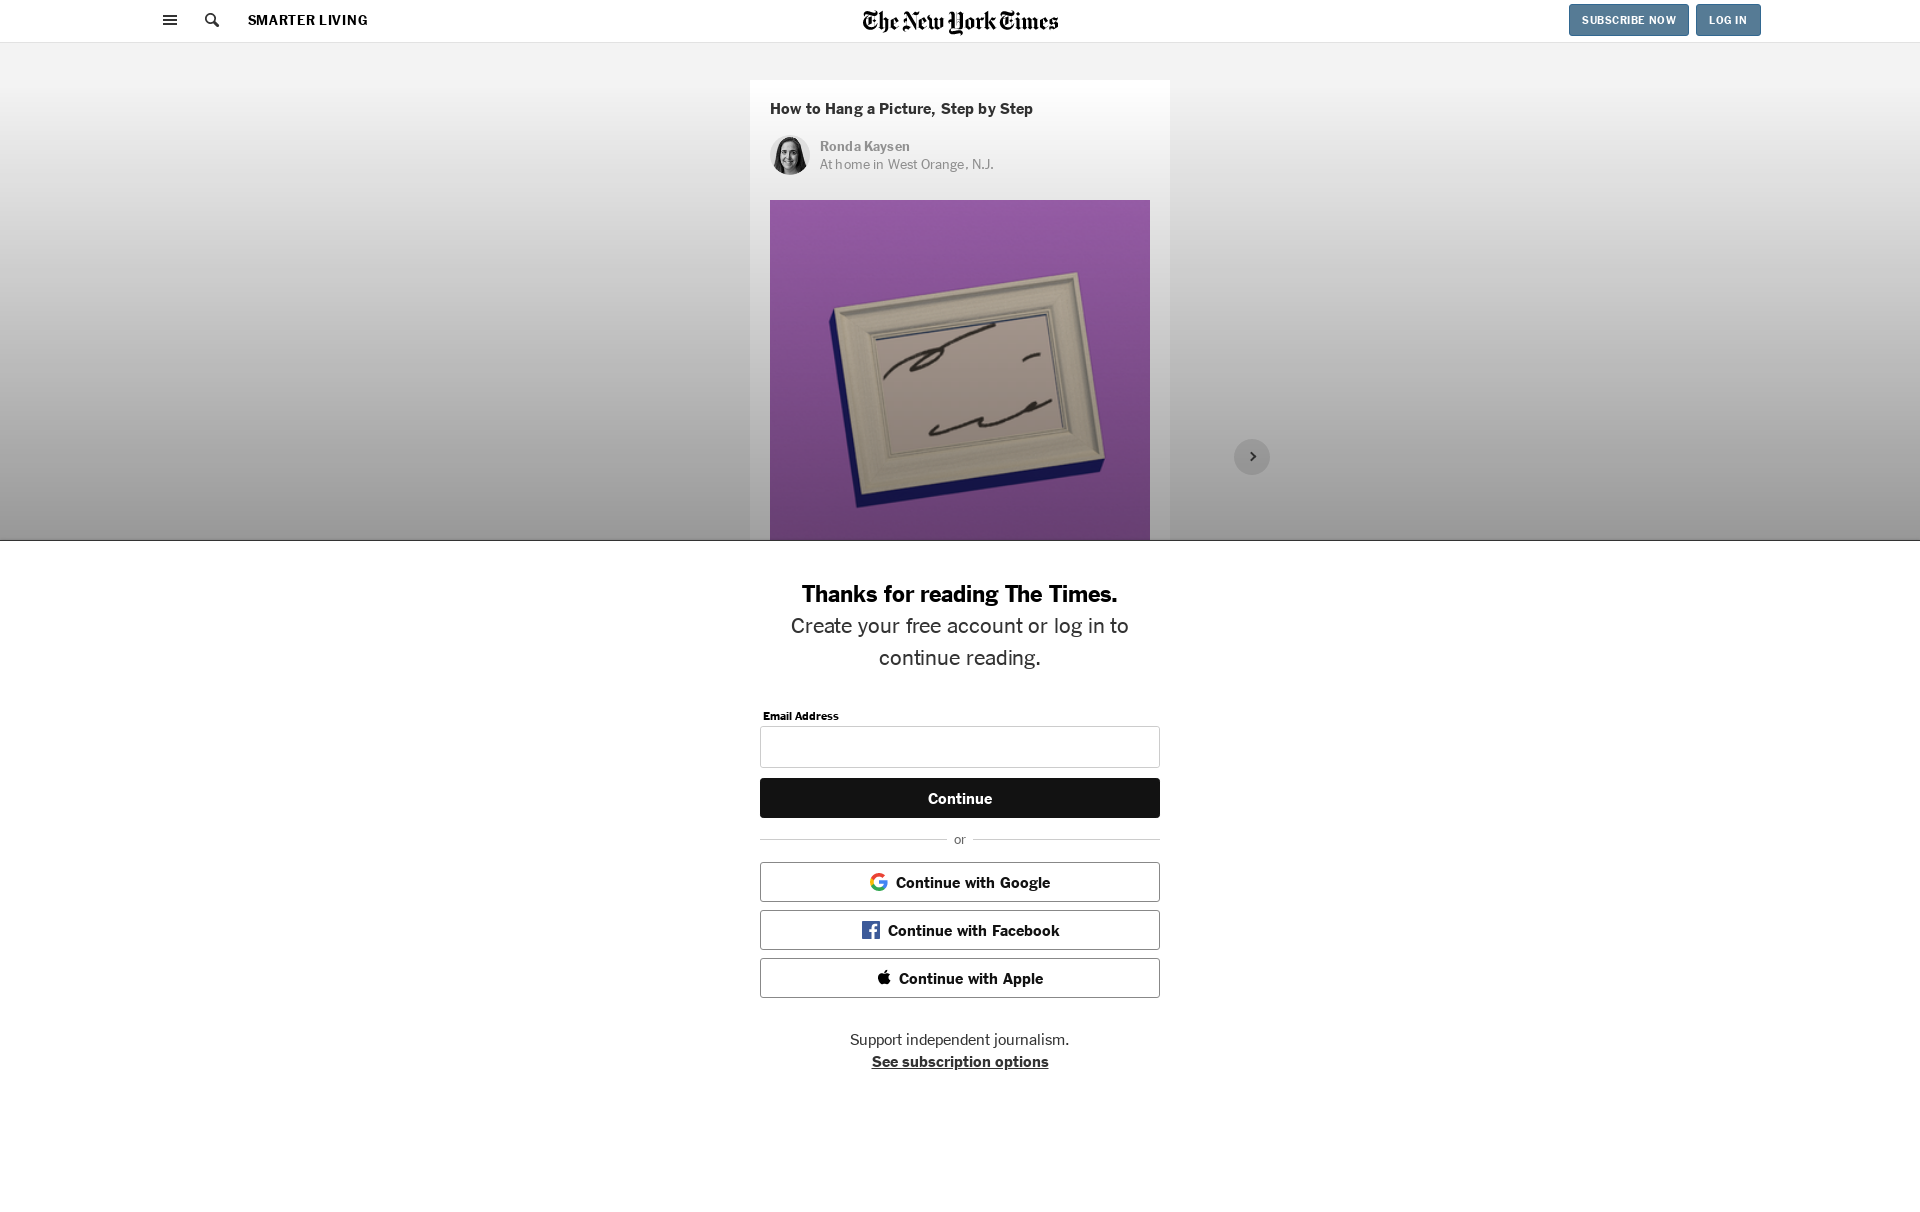 SMARTER LIVING
The New York Times
SUBSCRIBE NOW
LOG IN
How to Hang a Picture, Step by Step
Ronda Kaysen
At home in West Orange, N.J.
Thanks for reading The Times.
Create your free account or log in to
continue reading.
Email Address
Continue
or
Continue with Google
Continue with Facebook
Continue with Apple
Support independent journalism.
See subscription options